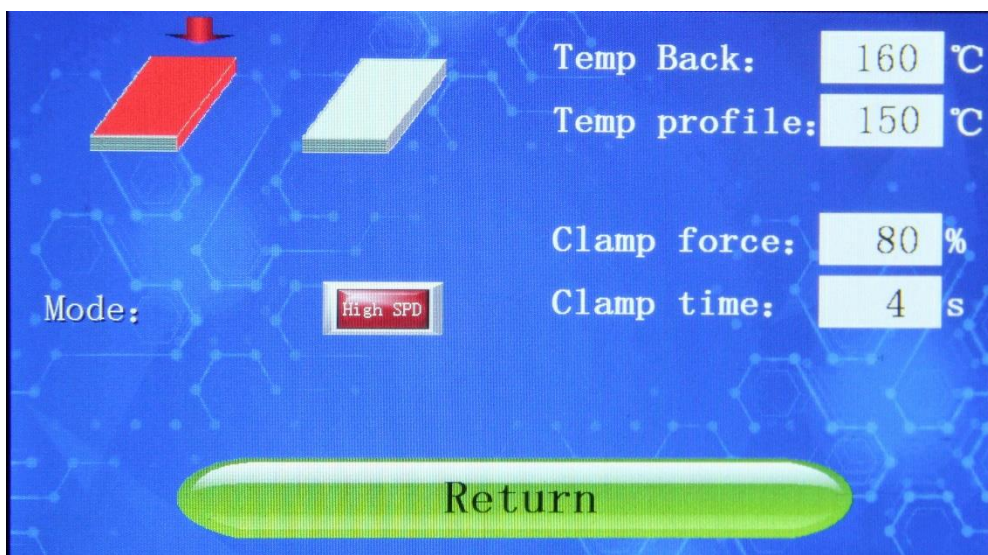 Temp Back: 160 ℃
Temp profile: 150 ℃
Clamp force: 80 %
Mode: High SPD Clamp time: 4 s
Return